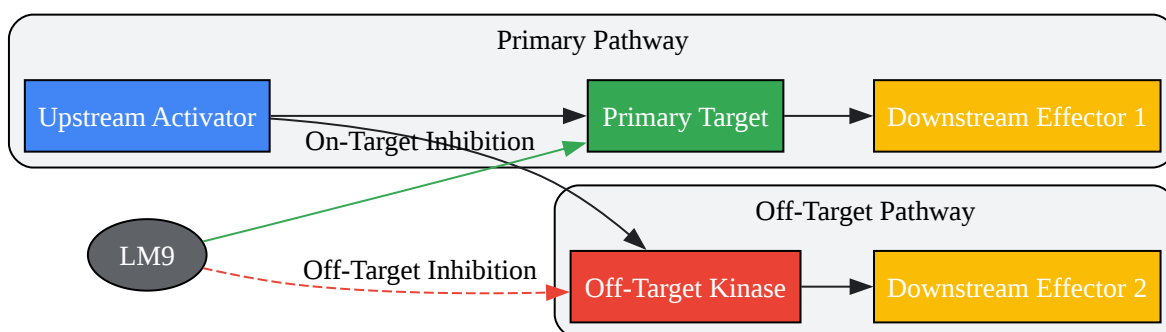 Primary Pathway
Upstream Activator
Primary Target
Downstream Effector 1
On-Target Inhibition
Off-Target Pathway
LM9
Off-Target Inhibition
Off-Target Kinase
Downstream Effector 2